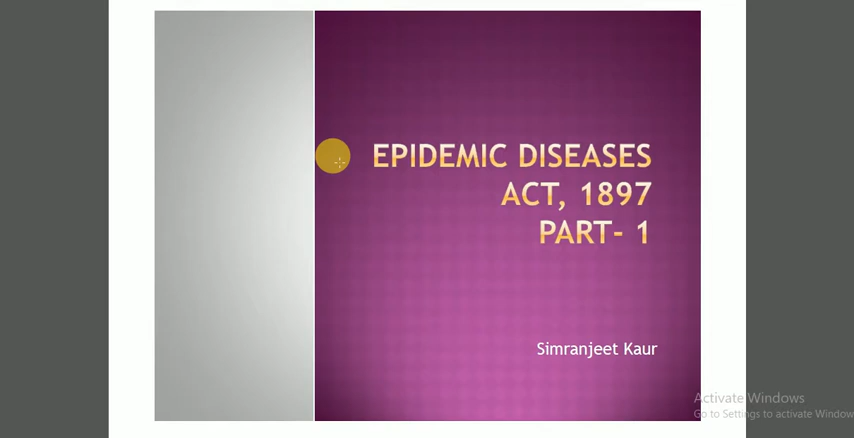 EPIDEMIC DISEASES
ACT, 1897
PART- 1
Simranjeet Kaur
Activate Windows
Go to Settings to activate Window